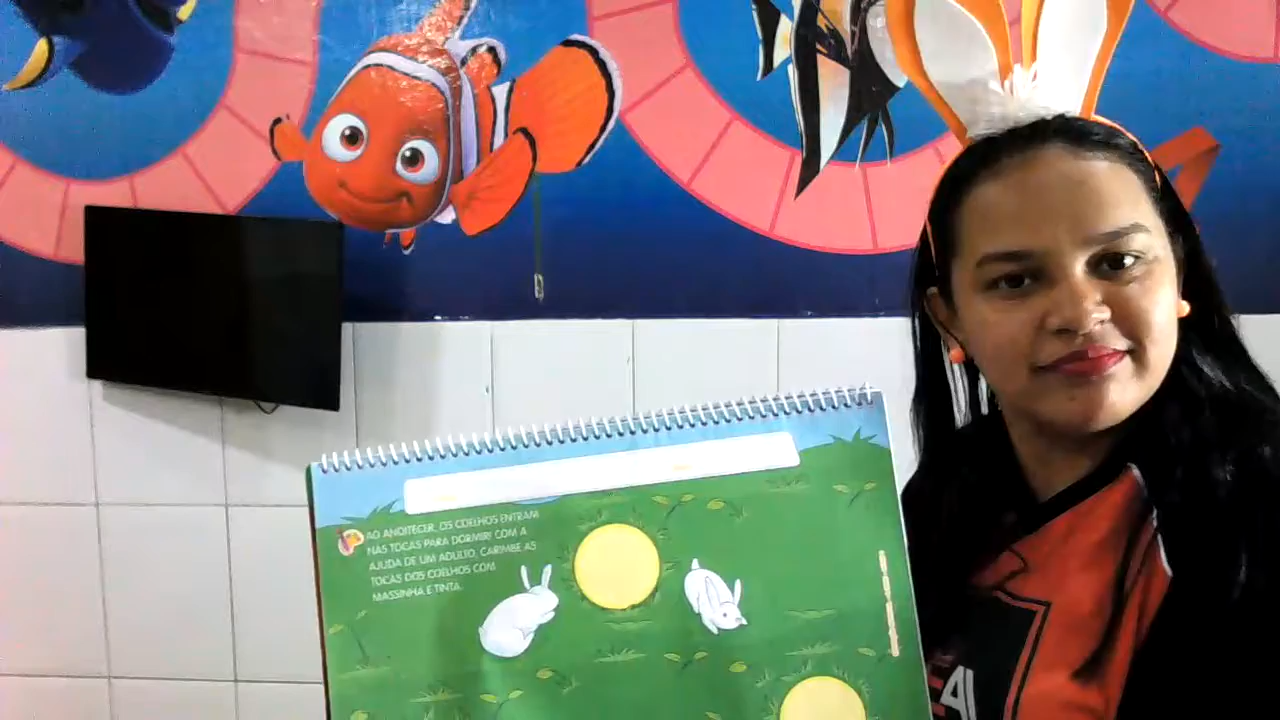 AO ANOITECER, OS COELHOS ENTRAM
NAS TOCAS PARA DORMIR! COM A
AJUDA DE UM ADULTO, CARIMBE AS
TOCAS DOS COELHOS COM
MASSINHA E TINTA.